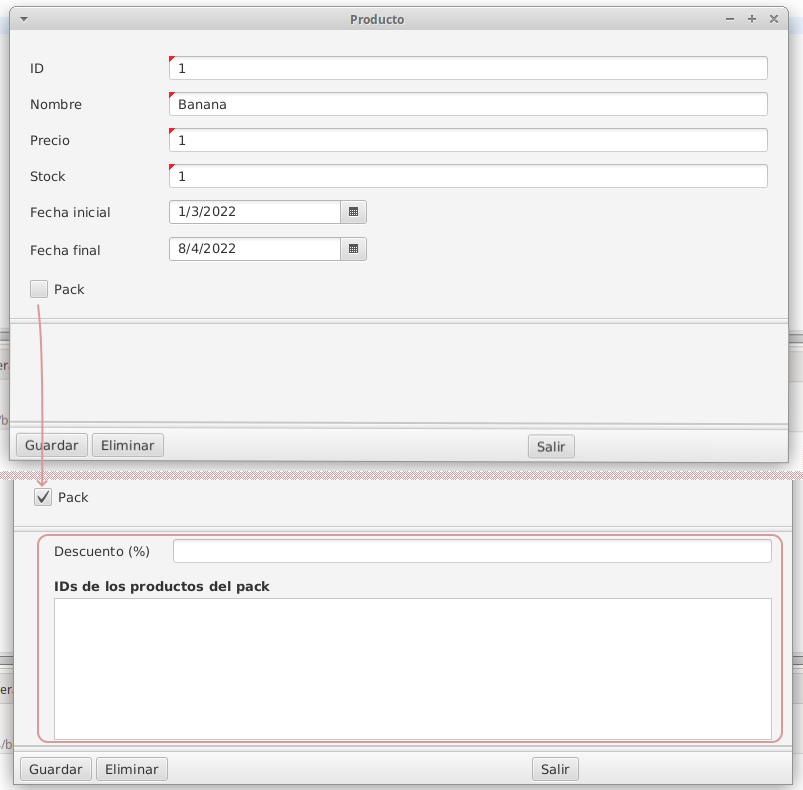 Producto
ID 1
Nombre Banana
Precio 1
Stock 1
Fecha inicial 1/3/2022
Fecha final 8/4/2022
Pack
Guardar Eliminar Salir
Pack
Descuento (%)
IDs de los productos del pack
Guardar Eliminar Salir